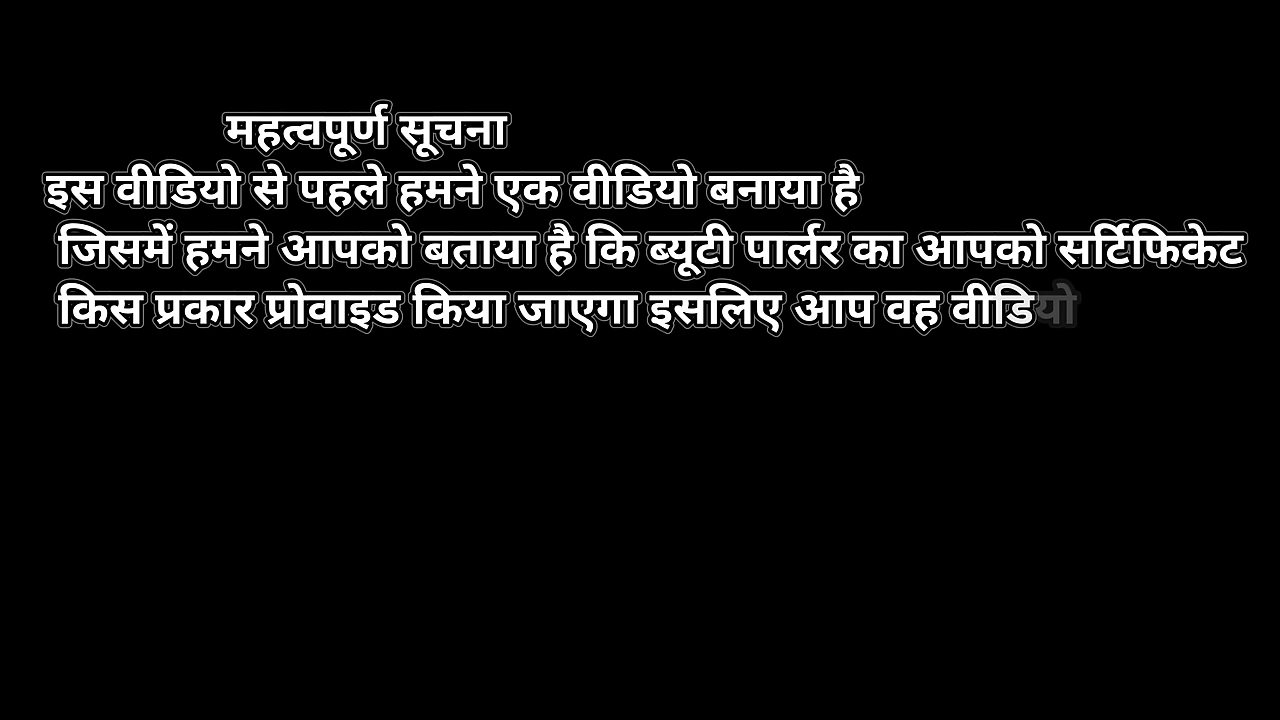 महत्वपूर्ण सूचना
इस वीडियो से पहले हमने एक वीडियो बनाया है
जिसमें हमने आपको बताया है कि ब्यूटी पार्लर का आपको सर्टिफिकेट
किस प्रकार प्रोवाइड किया जाएगा इसलिए आप वह वीडियो